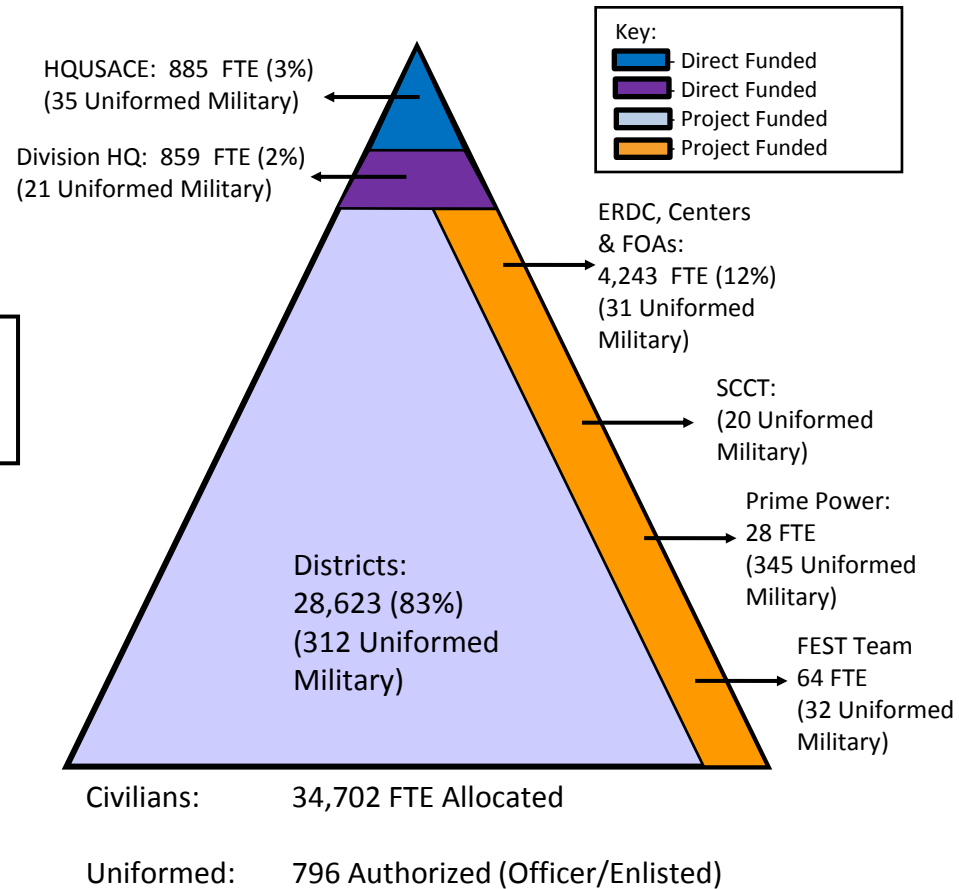 Key:
- Direct Funded
- Direct Funded
- Project Funded
- Project Funded
HQUSACE: 885 FTE (3%)
(35 Uniformed Military)
Division HQ: 859 FTE (2%)
(21 Uniformed Military)
ERDC, Centers
& FOAs:
4,243 FTE (12%)
(31 Uniformed
Military)
SCCT:
(20 Uniformed
Military)
Prime Power:
28 FTE
(345 Uniformed
Military)
Districts:
28,623 (83%)
(312 Uniformed
Military)
FEST Team
64 FTE
(32 Uniformed
Military)
Civilians: 34,702 FTE Allocated
Uniformed: 796 Authorized (Officer/Enlisted)